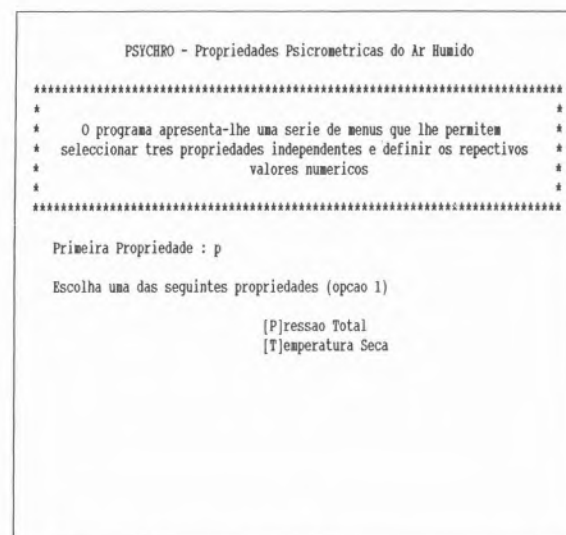 PSYCHRO - Propriedades Psicrometricas do Ar Humido
******************************************************************************
* *
* O programa apresenta-lhe uma serie de menus que lhe permitem *
* seleccionar tres propriedades independentes e definir os repectivos *
* valores numericos *
* *
******************************************************************************
Primeira Propriedade : p
Escolha uma das seguintes propriedades (opcao 1)
[P]ressao Total
[T]emperatura Seca